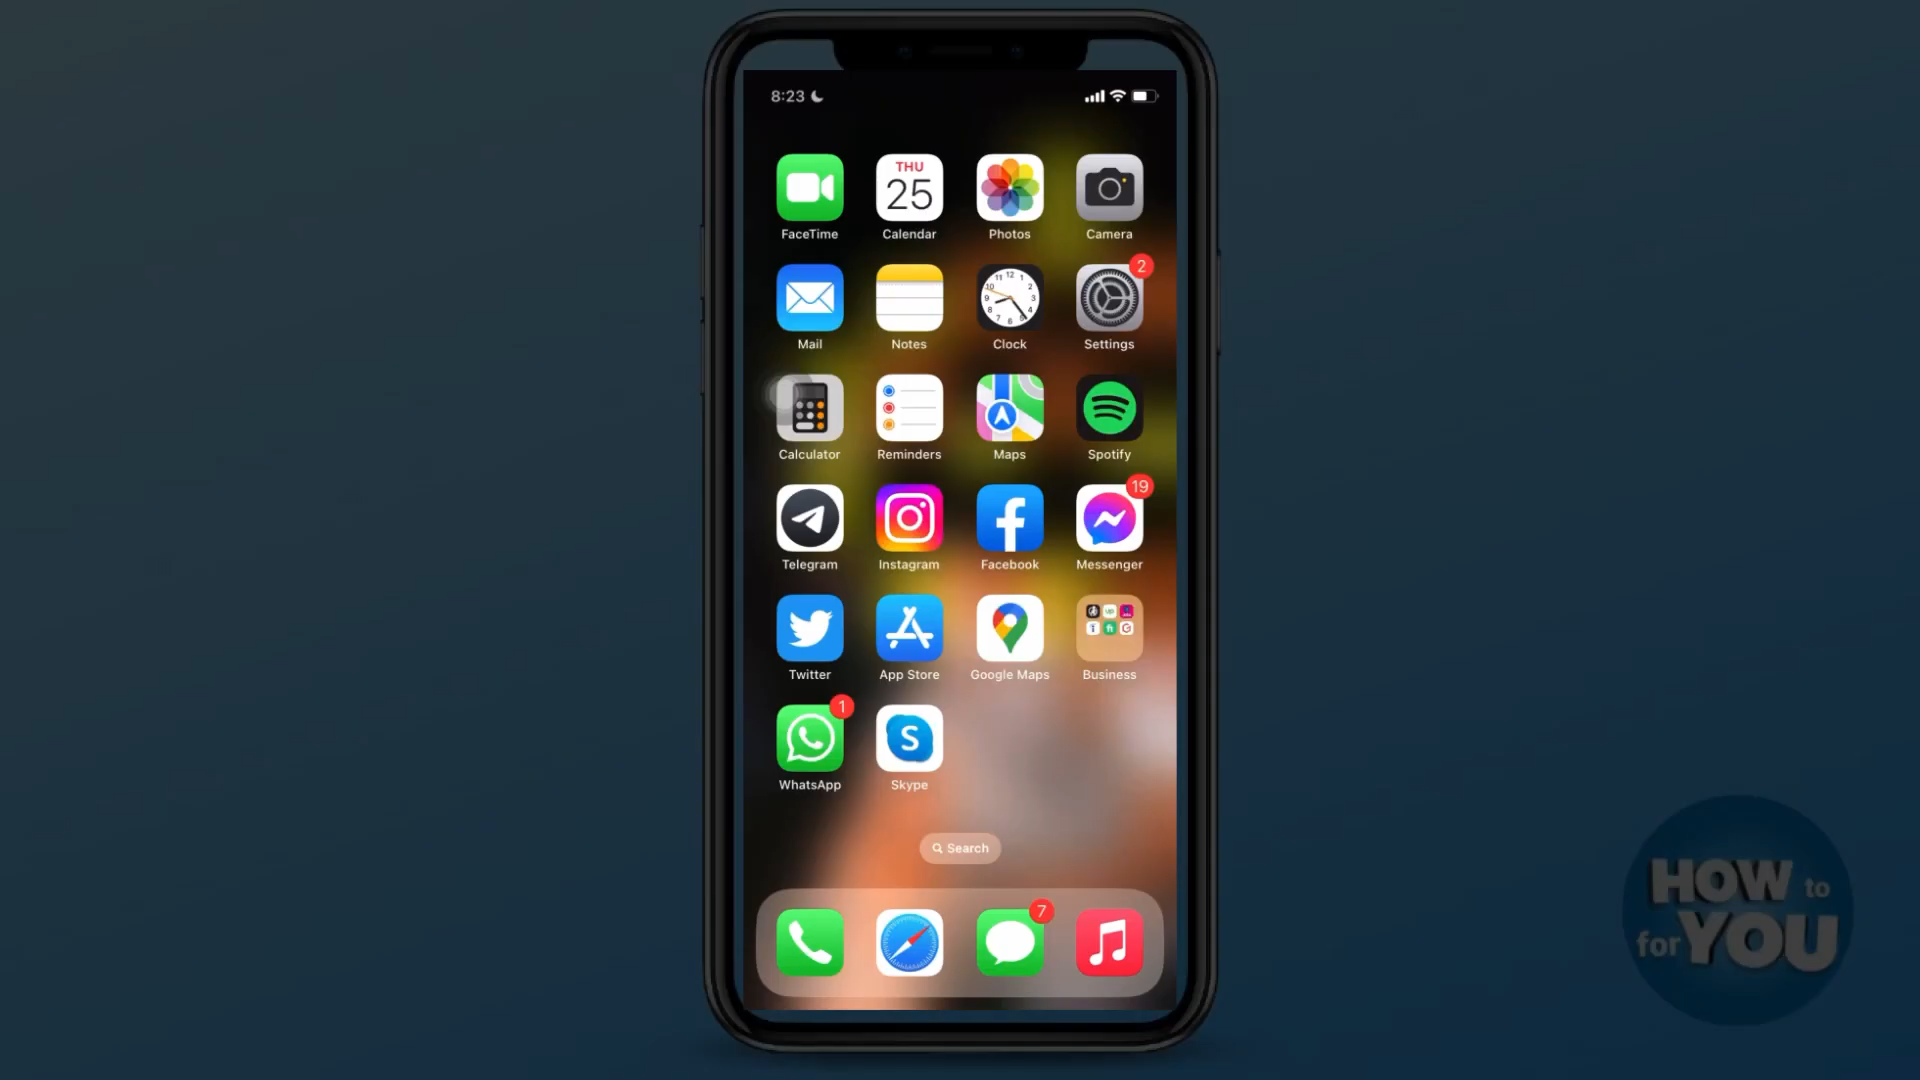 8:23
THU
25
FaceTime
Calendar
Photos
Camera
2
Mail
Notes
Clock
Settings
Calculator
Reminders
Maps
Spotify
19
Telegram
Instagram
Facebook
Messenger
Twitter
App Store
Google Maps
Business
1
S
WhatsApp
Skype
Search
7
HOW to
for YOU